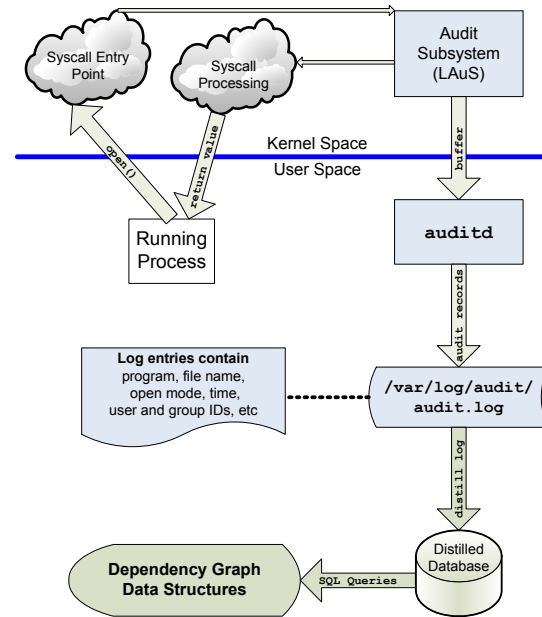 Syscall Entry
Point
Syscall
Processing
Audit
Subsystem
(LAuS)
open()
return value
buffer
Kernel Space
User Space
Running
Process
auditd
audit records
Log entries contain
program, file name,
open mode, time,
user and group IDs, etc
/var/log/audit/
audit.log
distill log
Distilled
Database
SQL Queries
Dependency Graph
Data Structures